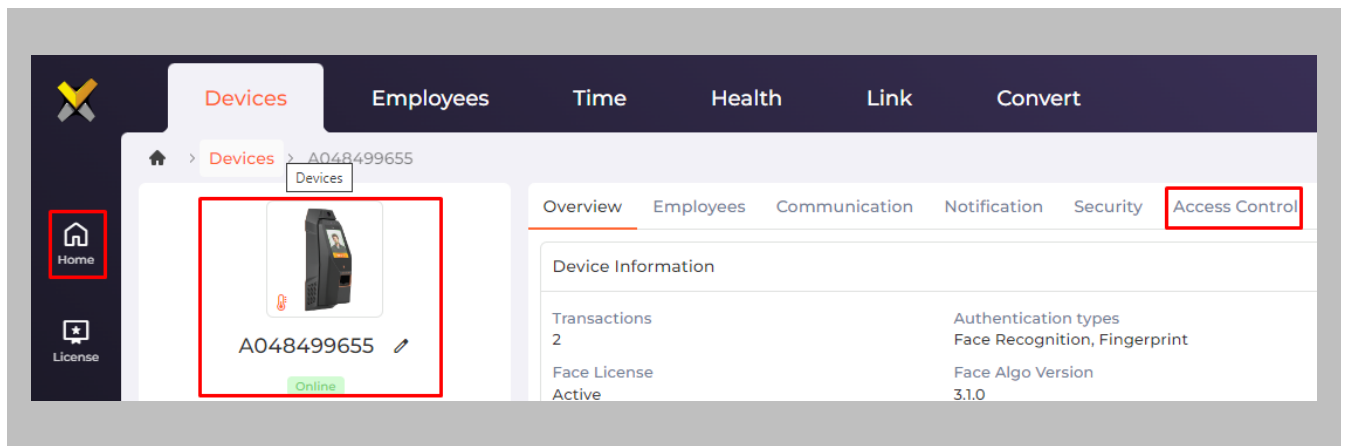 Devices Employees Time Health Link Convert
Devices > A048499655
Devices
Home
License
A048499655
Online
Overview Employees Communication Notification Security Access Control
Device Information
Transactions
2
Authentication types
Face Recognition, Fingerprint
Face License
Active
Face Algo Version
3.1.0